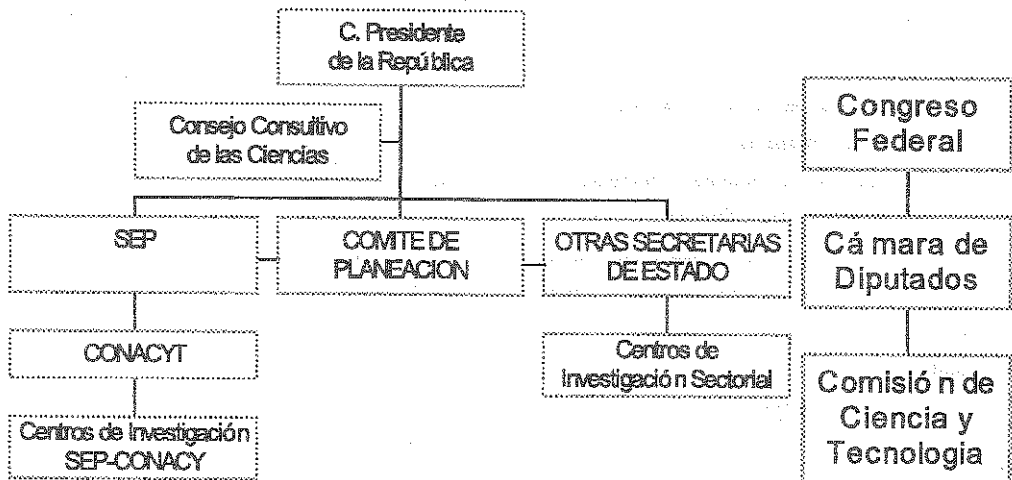 C. Presidente
de la República
Consejo Consultivo
de las Ciencias
SEP
COMITE DE
PLANEACION
OTRAS SECRETARIAS
DE ESTADO
CONACYT
Centros de
Investigación Sectorial
Centros de Investigación
SEP-CONACY
Congreso
Federal
Cámara de
Diputados
Comisión de
Ciencia y
Tecnologia